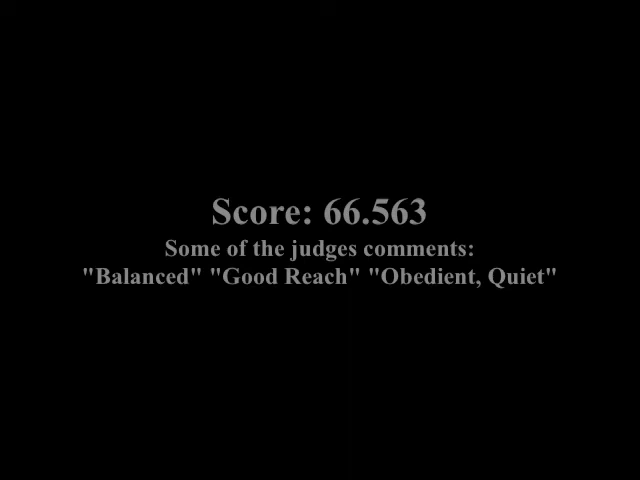 Score: 66.563
Some of the judges comments:
"Balanced" "Good Reach" "Obedient, Quiet"